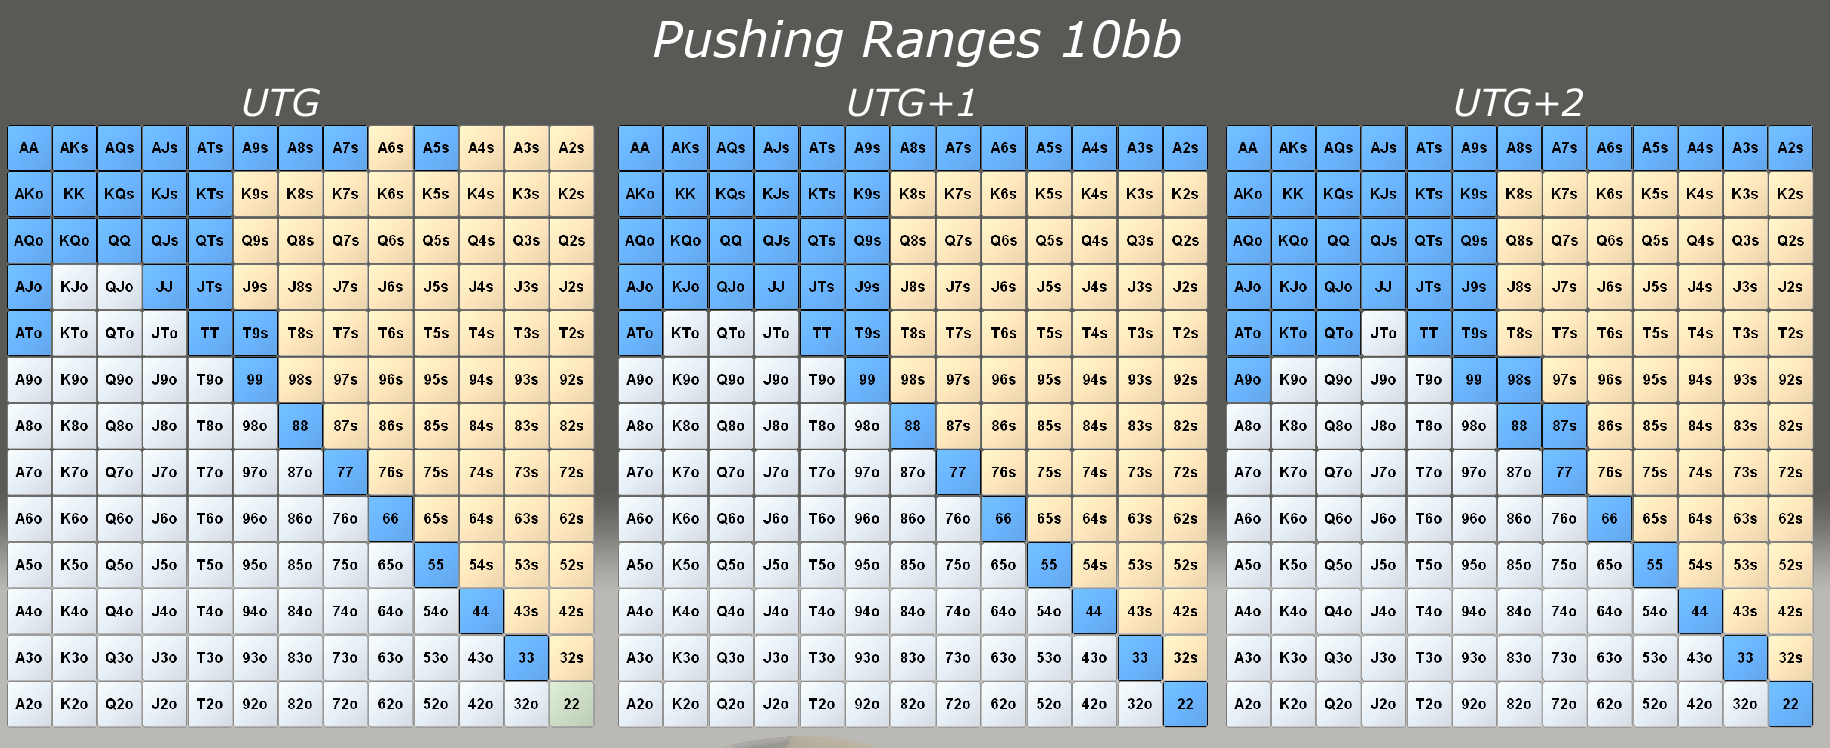 Pushing Ranges 10bb
UTG UTG+1 UTG+2
AA AKs AQs AJs ATs A9s A8s A7s A6s A5s A4s A3s A2s AA AKs AQs AJs ATs A9s A8s A7s A6s A5s A4s A3s A2s AA AKs AQs AJs ATs A9s A8s A7s A6s A5s A4s A3s A2s
AKo KK KQs KJs KTs K9s K8s K7s K6s K5s K4s K3s K2s AKo KK KQs KJs KTs K9s K8s K7s K6s K5s K4s K3s K2s AKo KK KQs KJs KTs K9s K8s K7s K6s K5s K4s K3s K2s
AQo KQo QQ QJs QTs Q9s Q8s Q7s Q6s Q5s Q4s Q3s Q2s AQo KQo QQ QJs QTs Q9s Q8s Q7s Q6s Q5s Q4s Q3s Q2s AQo KQo QQ QJs QTs Q9s Q8s Q7s Q6s Q5s Q4s Q3s Q2s
AJo KJo QJo JJ JTs J9s J8s J7s J6s J5s J4s J3s J2s AJo KJo QJo JJ JTs J9s J8s J7s J6s J5s J4s J3s J2s AJo KJo QJo JJ JTs J9s J8s J7s J6s J5s J4s J3s J2s
ATo KTo QTo JTo TT T9s T8s T7s T6s T5s T4s T3s T2s ATo KTo QTo JTo TT T9s T8s T7s T6s T5s T4s T3s T2s ATo KTo QTo JTo TT T9s T8s T7s T6s T5s T4s T3s T2s
A9o K9o Q9o J9o T9o 99 98s 97s 96s 95s 94s 93s 92s A9o K9o Q9o J9o T9o 99 98s 97s 96s 95s 94s 93s 92s A9o K9o Q9o J9o T9o 99 98s 97s 96s 95s 94s 93s 92s
A8o K8o Q8o J8o T8o 98o 88 87s 86s 85s 84s 83s 82s A8o K8o Q8o J8o T8o 98o 88 87s 86s 85s 84s 83s 82s A8o K8o Q8o J8o T8o 98o 88 87s 86s 85s 84s 83s 82s
A7o K7o Q7o J7o T7o 97o 87o 77 76s 75s 74s 73s 72s A7o K7o Q7o J7o T7o 97o 87o 77 76s 75s 74s 73s 72s A7o K7o Q7o J7o T7o 97o 87o 77 76s 75s 74s 73s 72s
A6o K6o Q6o J6o T6o 96o 86o 76o 66 65s 64s 63s 62s A6o K6o Q6o J6o T6o 96o 86o 76o 66 65s 64s 63s 62s A6o K6o Q6o J6o T6o 96o 86o 76o 66 65s 64s 63s 62s
A5o K5o Q5o J5o T5o 95o 85o 75o 65o 55 54s 53s 52s A5o K5o Q5o J5o T5o 95o 85o 75o 65o 55 54s 53s 52s A5o K5o Q5o J5o T5o 95o 85o 75o 65o 55 54s 53s 52s
A4o K4o Q4o J4o T4o 94o 84o 74o 64o 54o 44 43s 42s A4o K4o Q4o J4o T4o 94o 84o 74o 64o 54o 44 43s 42s A4o K4o Q4o J4o T4o 94o 84o 74o 64o 54o 44 43s 42s
A3o K3o Q3o J3o T3o 93o 83o 73o 63o 53o 43o 33 32s A3o K3o Q3o J3o T3o 93o 83o 73o 63o 53o 43o 33 32s A3o K3o Q3o J3o T3o 93o 83o 73o 63o 53o 43o 33 32s
A2o K2o Q2o J2o T2o 92o 82o 72o 62o 52o 42o 32o 22 A2o K2o Q2o J2o T2o 92o 82o 72o 62o 52o 42o 32o 22 A2o K2o Q2o J2o T2o 92o 82o 72o 62o 52o 42o 32o 22